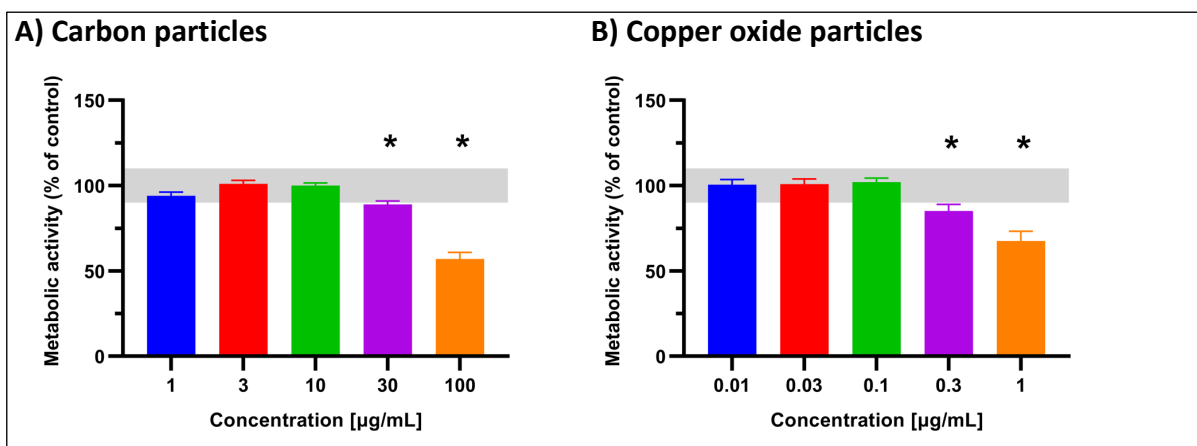 A) Carbon particles
Metabolic activity (% of control)
150
100
50
0
* *
1 3 10 30 100
Concentration [µg/mL]
B) Copper oxide particles
Metabolic activity (% of control)
150
100
50
0
* *
0.01 0.03 0.1 0.3 1
Concentration [µg/mL]